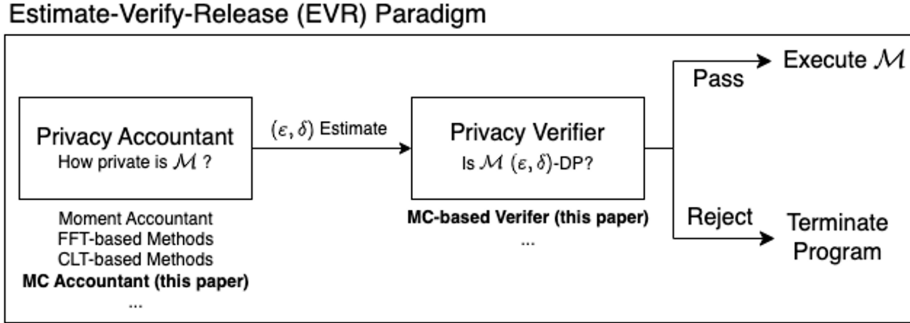 Estimate-Verify-Release (EVR) Paradigm
Privacy Accountant
How private is ℳ ?
(ε, δ) Estimate
Privacy Verifier
Is ℳ (ε, δ)-DP?
Pass
Execute ℳ
Reject
Terminate
Program
Moment Accountant
FFT-based Methods
CLT-based Methods
MC Accountant (this paper)
...
MC-based Verifer (this paper)
...